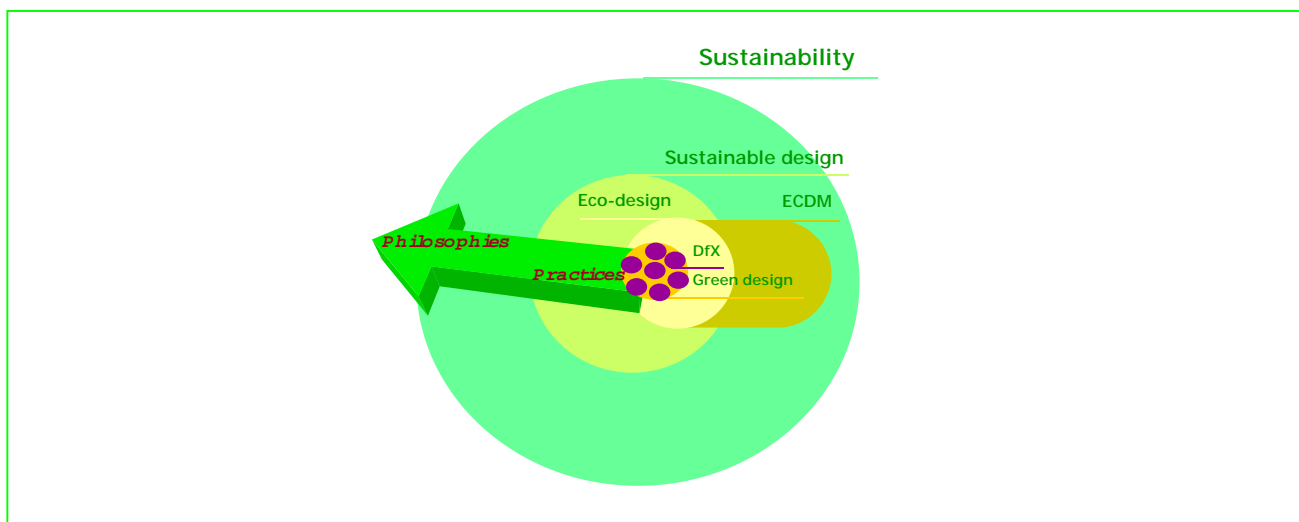 Sustainability
Sustainable design
Eco-design
ECDM
Philosophies
DfX
Practices
Green design